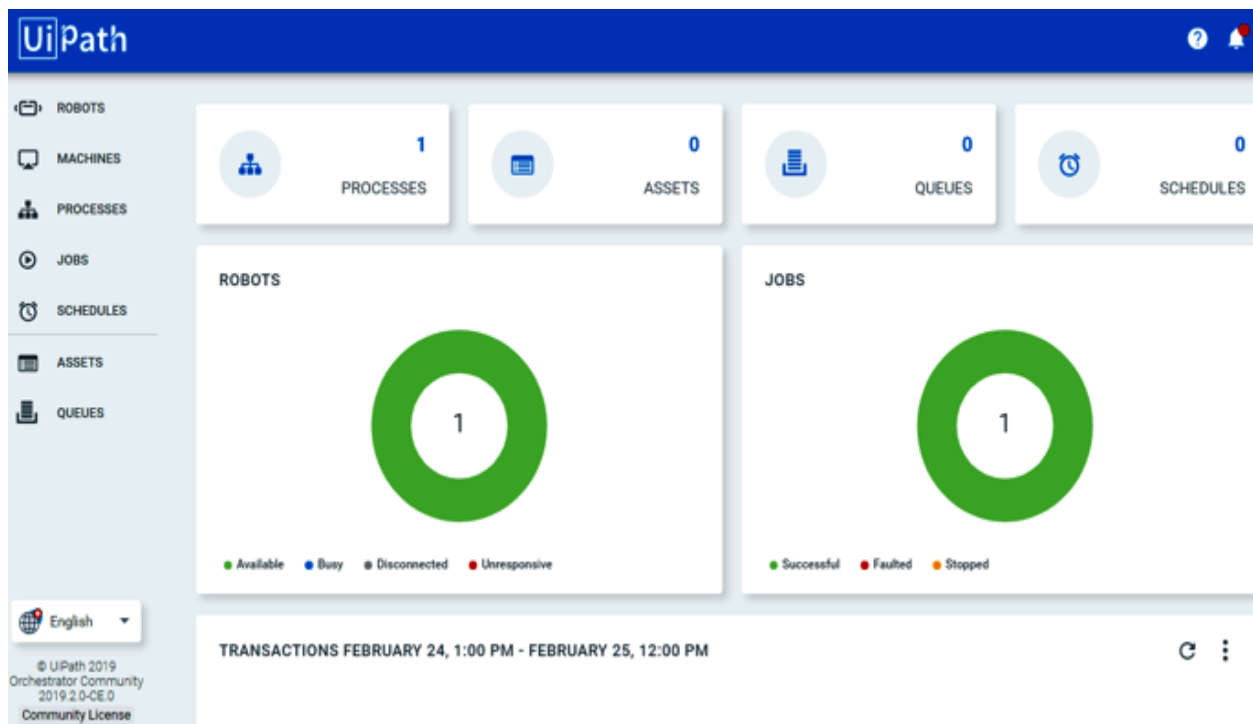 UiPath
ROBOTS
MACHINES
PROCESSES
JOBS
SCHEDULES
ASSETS
QUEUES
English
© UiPath 2019
Orchestrator Community
2019.2.0-CE.0
Community License
1
PROCESSES
0
ASSETS
0
QUEUES
0
SCHEDULES
ROBOTS
1
Available Busy Disconnected Unresponsive
JOBS
1
Successful Faulted Stopped
TRANSACTIONS FEBRUARY 24, 1:00 PM - FEBRUARY 25, 12:00 PM